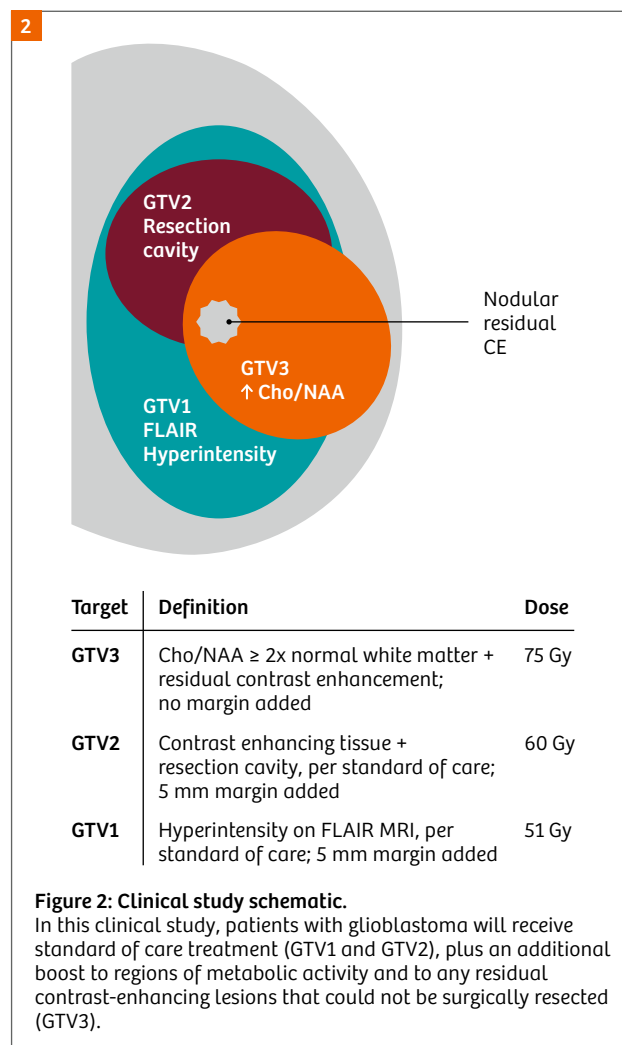 2
GTV2
Resection
cavity
Nodular
residual
CE
GTV3
↑ Cho/NAA
GTV1
FLAIR
Hyperintensity
Target Definition Dose
GTV3 Cho/NAA ≥ 2x normal white matter + 75 Gy
residual contrast enhancement;
no margin added
GTV2 Contrast enhancing tissue + 60 Gy
resection cavity, per standard of care;
5 mm margin added
GTV1 Hyperintensity on FLAIR MRI, per 51 Gy
standard of care; 5 mm margin added
Figure 2: Clinical study schematic.
In this clinical study, patients with glioblastoma will receive
standard of care treatment (GTV1 and GTV2), plus an additional
boost to regions of metabolic activity and to any residual
contrast-enhancing lesions that could not be surgically resected
(GTV3).